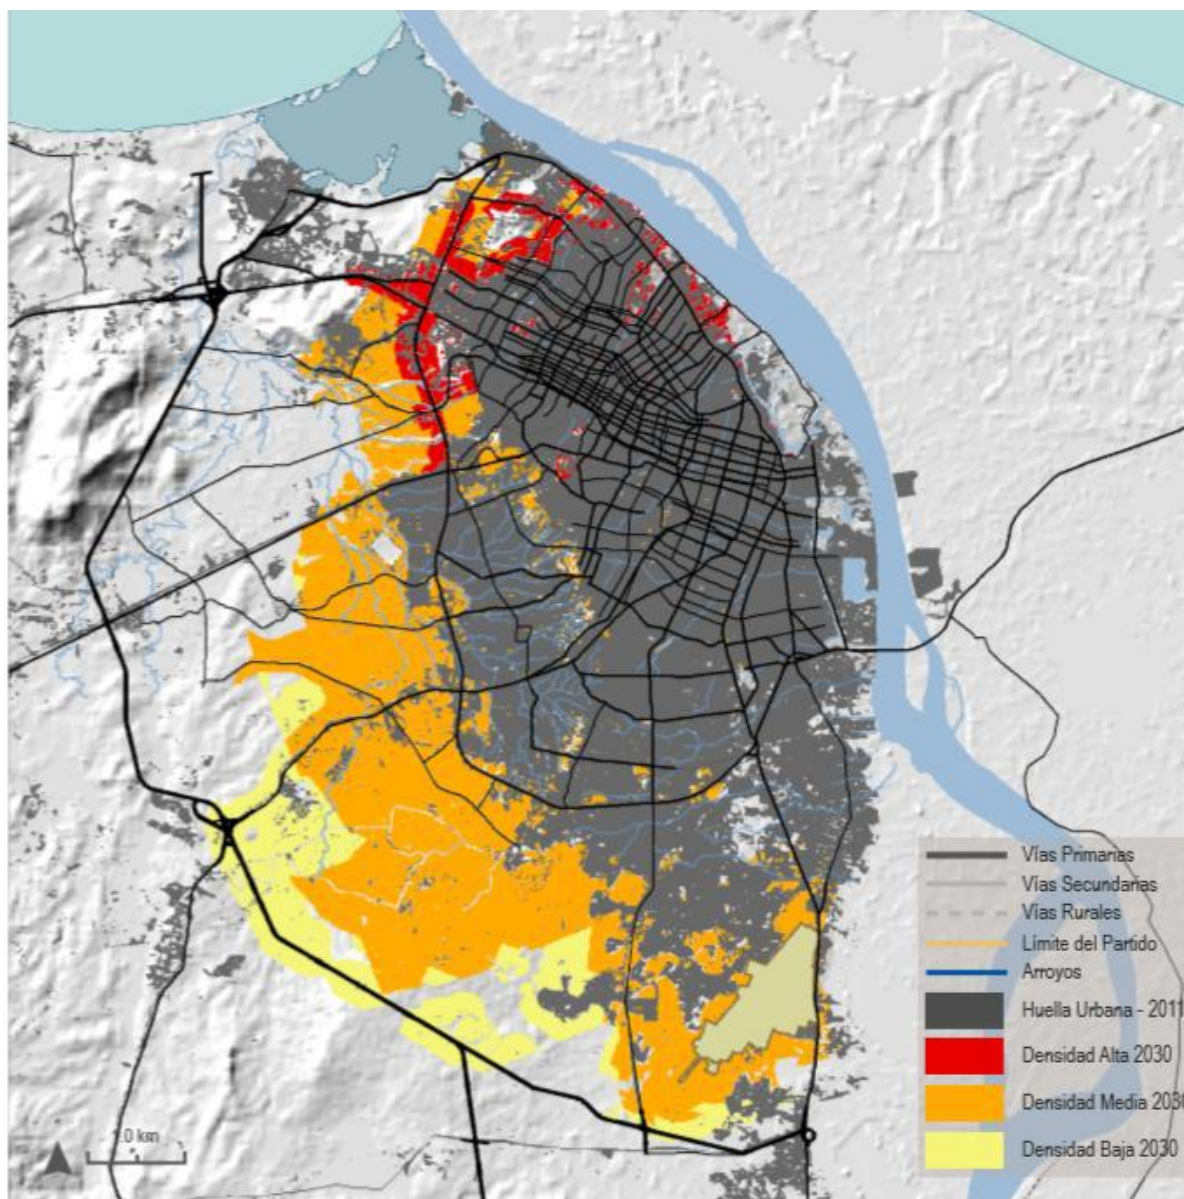 Vías Primarias
Vías Secundarias
Vías Rurales
Límite del Partido
Arroyos
Huella Urbana - 2011
Densidad Alta 2030
Densidad Media 2030
Densidad Baja 2030
km